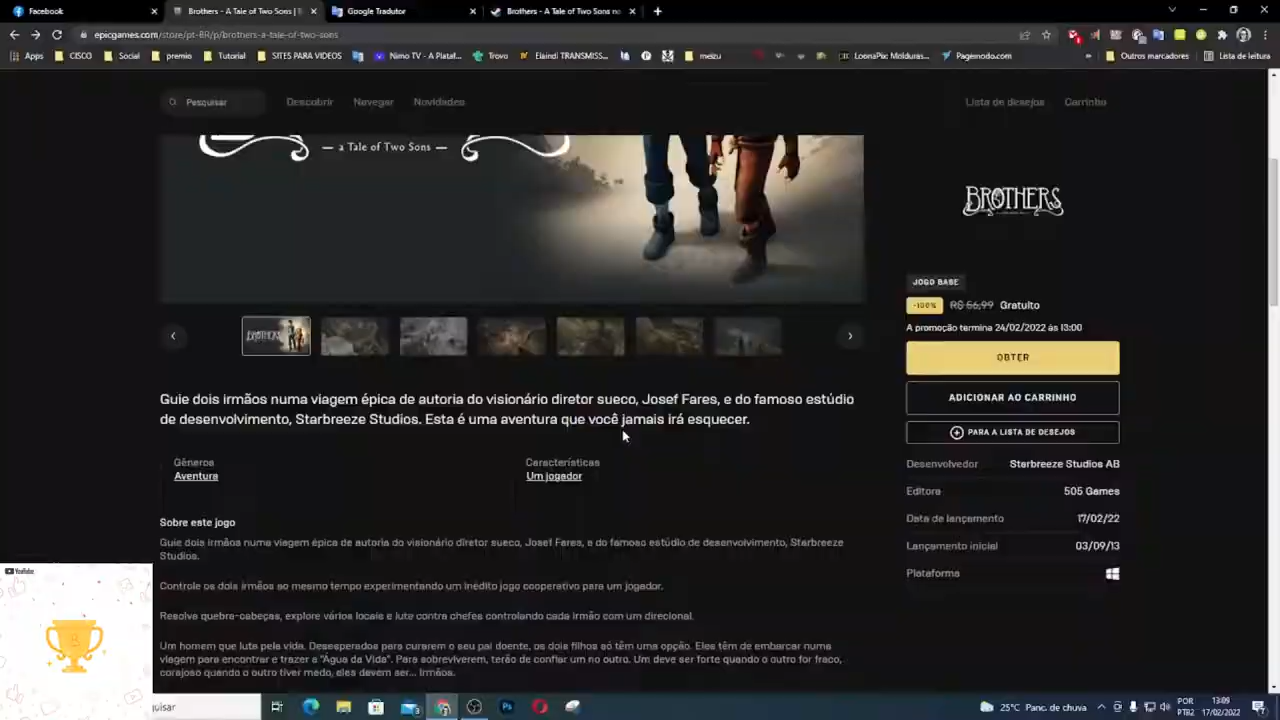 Facebook
Brothers - A Tale of Two Sons |
Google Tradutor
Brothers - A Tale of Two Sons no
epicgames.com/store/pt-BR/p/brothers-a-tale-of-two-sons
Apps
CISCO
Social
premier
Tutorial
SITES PARA VIDEOS
Nimo TV - A Plataf...
Trovo
Elaindi TRANSMISS...
meizu
LoonaPix: Molduras...
Pagemodo.com
Outros marcadores
Lista de leitura
Pesquisar
Descobrir
Navegar
Novidades
Lista de desejos
Carrinho
— a Tale of Two Sons —
BROTHERS
JOGO BASE
-100% R$ 56,99 Gratuito
A promoção termina 24/02/2022 às 13:00
OBTER
ADICIONAR AO CARRINHO
PARA A LISTA DE DESEJOS
Desenvolvedor Starbreeze Studios AB
Editora 505 Games
Data de lançamento 17/02/22
Lançamento inicial 03/09/13
Plataforma
BROTHERS
Guie dois irmãos numa viagem épica de autoria do visionário diretor sueco, Josef Fares, e do famoso estúdio
de desenvolvimento, Starbreeze Studios. Esta é uma aventura que você jamais irá esquecer.
Gêneros
Aventura
Características
Um jogador
Sobre este jogo
Guie dois irmãos numa viagem épica de autoria do visionário diretor sueco, Josef Fares, e do famoso estúdio de desenvolvimento, Starbreeze
Studios.
Controle os dois irmãos ao mesmo tempo experimentando um inédito jogo cooperativo para um jogador.
Resolva quebra-cabeças, explore vários locais e lute contra chefes controlando cada irmão com um direcional.
Um homem que luta pela vida. Desesperados para curarem o seu pai doente, os dois filhos só têm uma opção. Eles têm de embarcar numa
viagem para encontrar e trazer a "Água da Vida". Para sobreviverem, terão de confiar um no outro. Um deve ser forte quando o outro for fraco,
corajoso quando o outro tiver medo, eles devem ser... Irmãos.
YouTube
quisar
25°C Panc. de chuva
POR
PTB2
13:09
17/02/2022